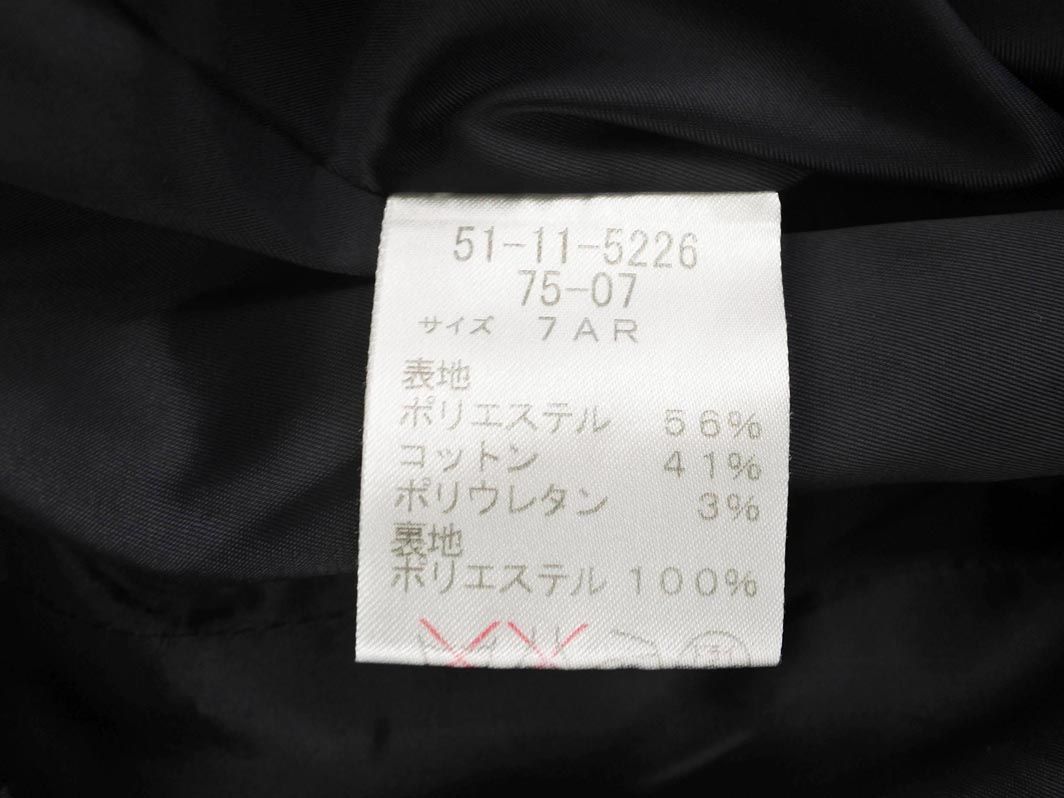 51-11-5226
75-07
サイズ 7AR
表地
ポリエステル 56%
コットン 41%
ポリウレタン 3%
裏地
ポリエステル 100%